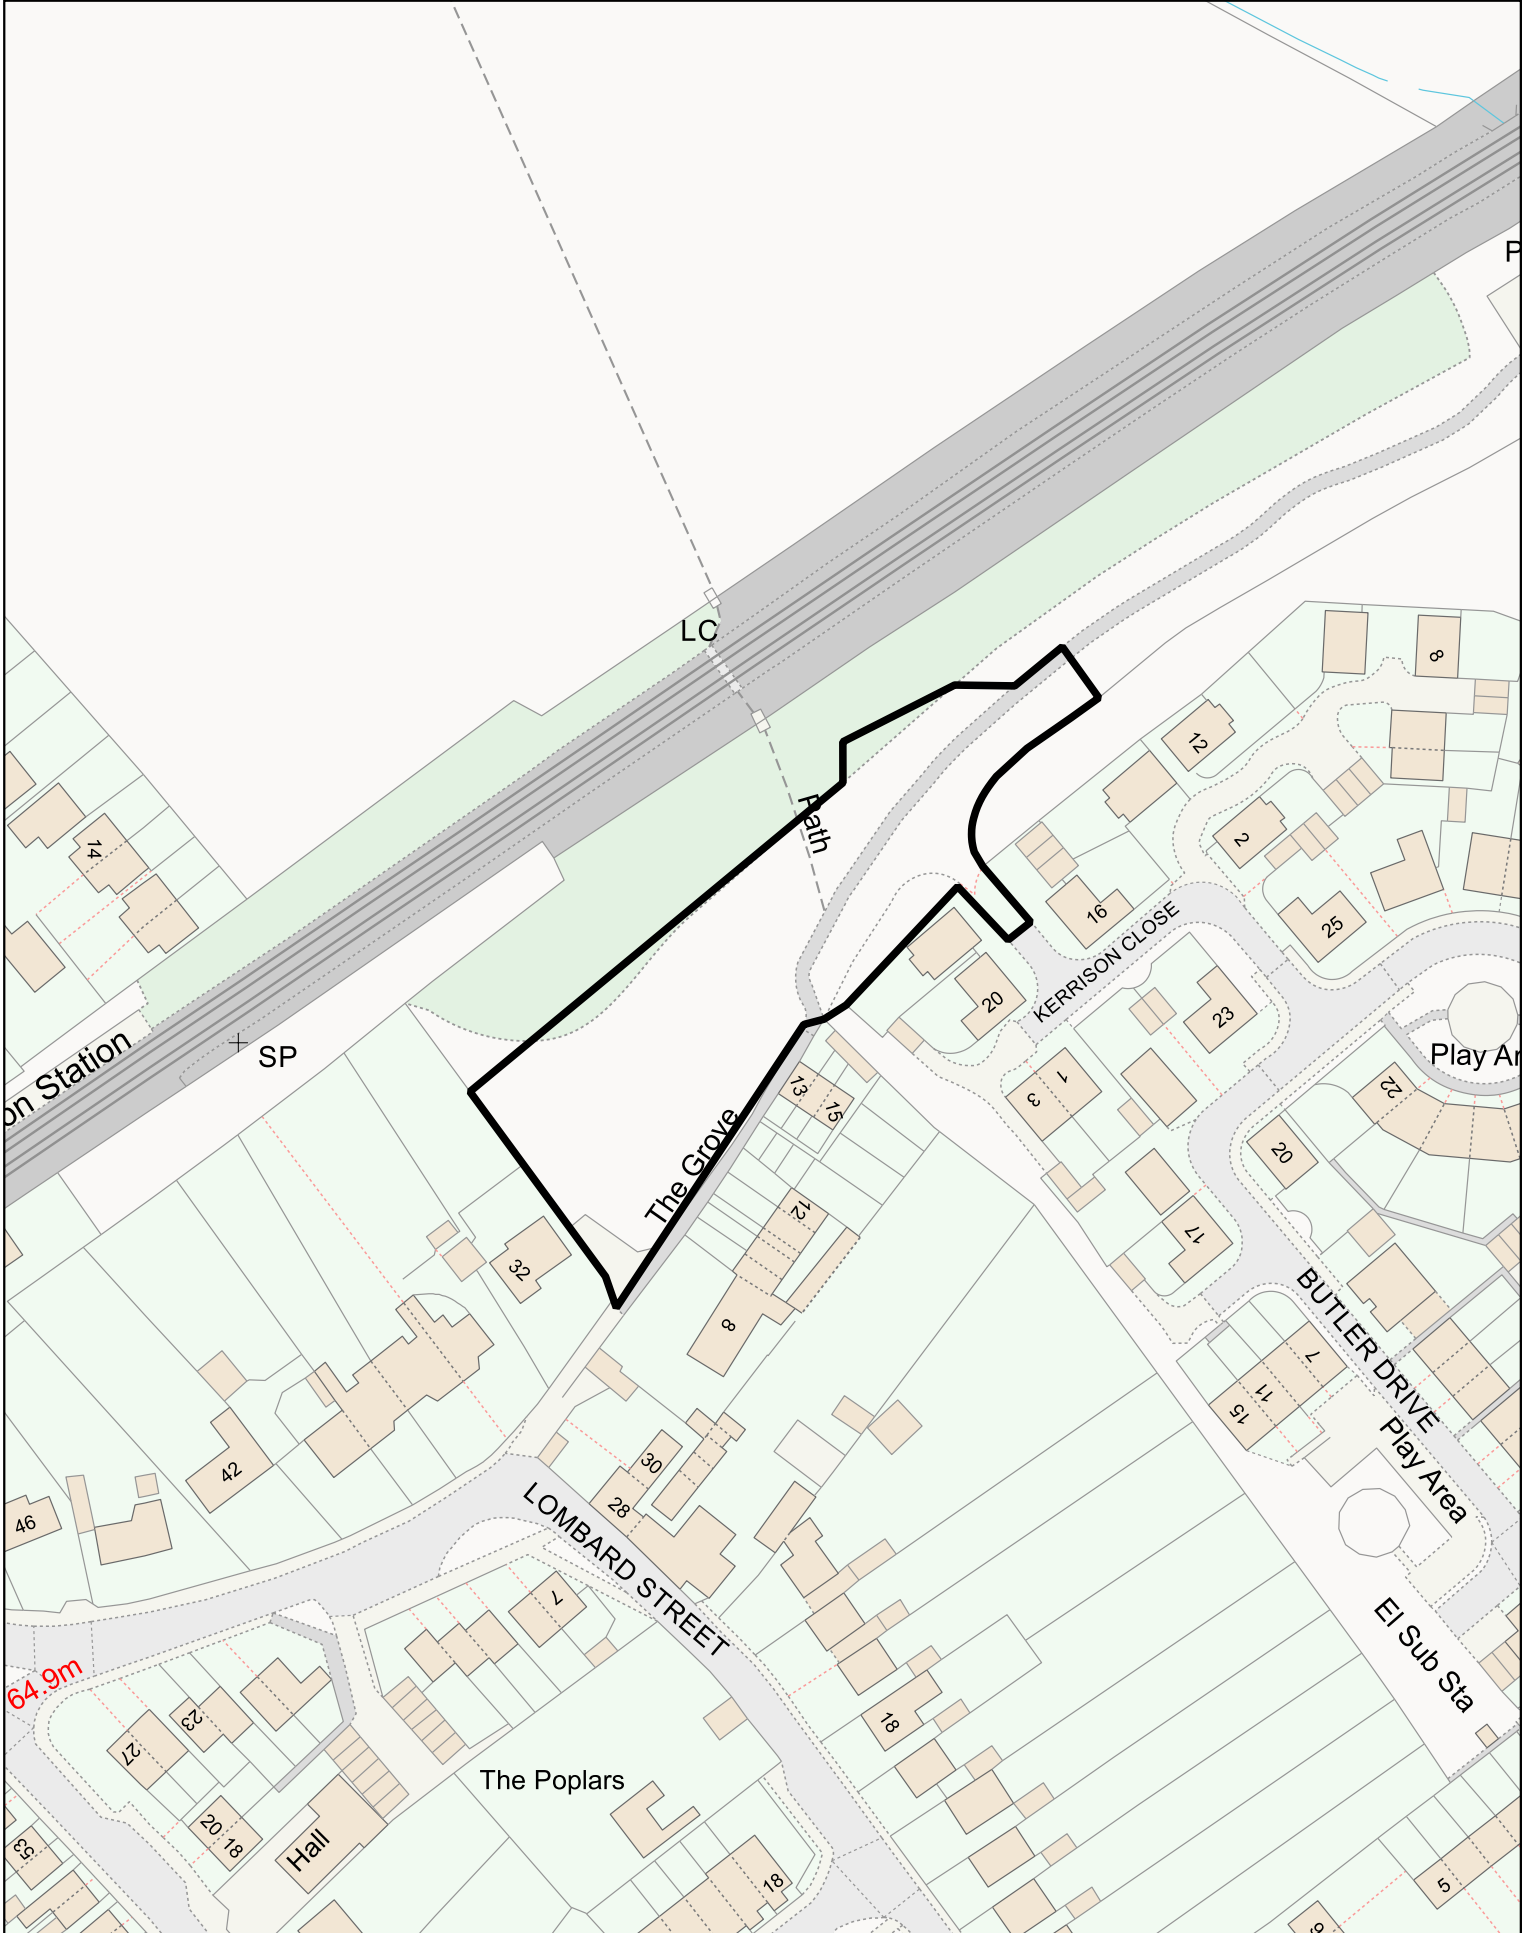 P
LC
8
12
Path
2
14
16
25
KERRISON CLOSE
20
23
on Station
SP
Play Ar
1
3
13
15
22
The Grove
20
12
17
32
8
BUTLER DRIVE
7
11
15
42
30
Play Area
46
28
LOMBARD STREET
7
El Sub Sta
64.9m
23
18
27
The Poplars
20
18
Hall
53
18
5
9